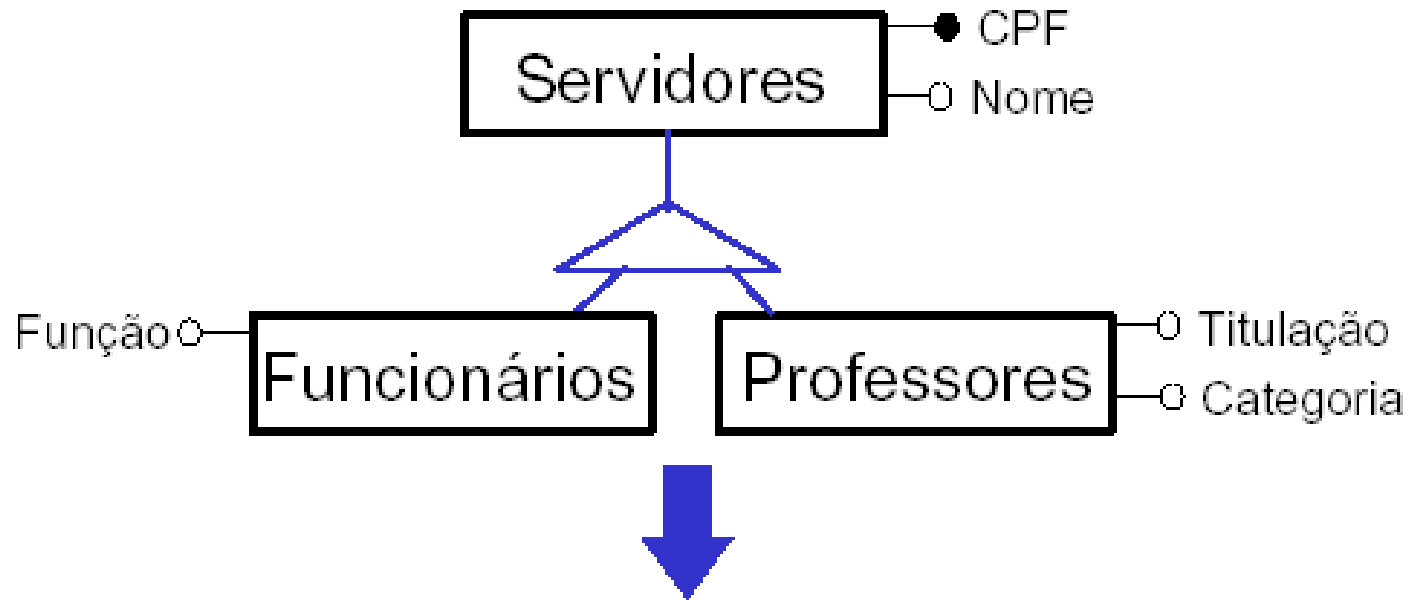 CPF
Servidores
Nome
Função
Titulação
Funcionários
Professores
Categoria